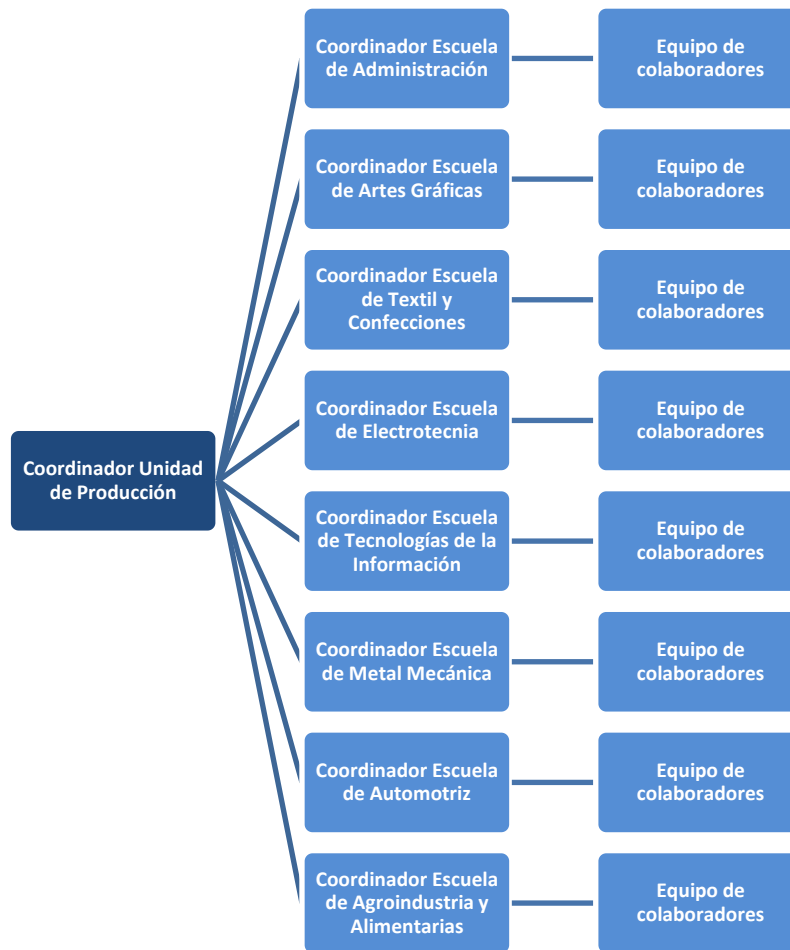 Coordinador Escuela
de Administración
Equipo de
colaboradores
Coordinador Escuela
de Artes Gráficas
Equipo de
colaboradores
Coordinador Escuela
de Textil y
Confecciones
Equipo de
colaboradores
Coordinador Escuela
de Electrotecnia
Equipo de
colaboradores
Coordinador Unidad
de Producción
Coordinador Escuela
de Tecnologías de la
Información
Equipo de
colaboradores
Coordinador Escuela
de Metal Mecánica
Equipo de
colaboradores
Coordinador Escuela
de Automotriz
Equipo de
colaboradores
Coordinador Escuela
de Agroindustria y
Alimentarias
Equipo de
colaboradores